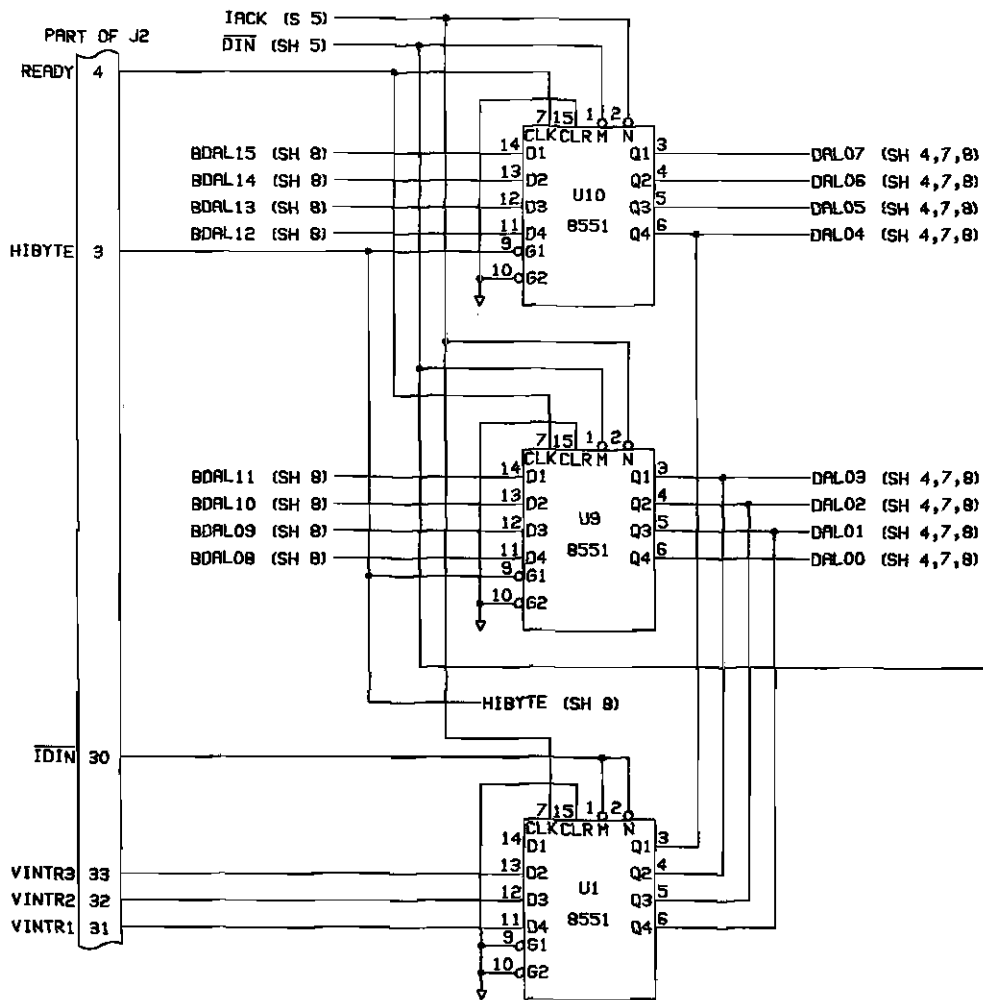 IACK (S 5)
PART OF J2
DIN (SH 5)
READY 4
7 15 1 2
CLK CLR M N
BDAL15 (SH 8) 14 D1 Q1 3 DAL07 (SH 4,7,8)
BDAL14 (SH 8) 13 D2 Q2 4 DAL06 (SH 4,7,8)
U10
BDAL13 (SH 8) 12 D3 Q3 5 DAL05 (SH 4,7,8)
8551
BDAL12 (SH 8) 11 D4 Q4 6 DAL04 (SH 4,7,8)
HIBYTE 3 9 G1
10 G2
7 15 1 2
CLK CLR M N
BDAL11 (SH 8) 14 D1 Q1 3 DAL03 (SH 4,7,8)
BDAL10 (SH 8) 13 D2 Q2 4 DAL02 (SH 4,7,8)
U9
BDAL09 (SH 8) 12 D3 Q3 5 DAL01 (SH 4,7,8)
8551
BDAL08 (SH 8) 11 D4 Q4 6 DAL00 (SH 4,7,8)
9 G1
10 G2
HIBYTE (SH 8)
IDIN 30
7 15 1 2
CLK CLR M N
14 D1 Q1 3
VINTR3 33 13 D2 Q2 4
U1
VINTR2 32 12 D3 Q3 5
8551
VINTR1 31 11 D4 Q4 6
9 G1
10 G2